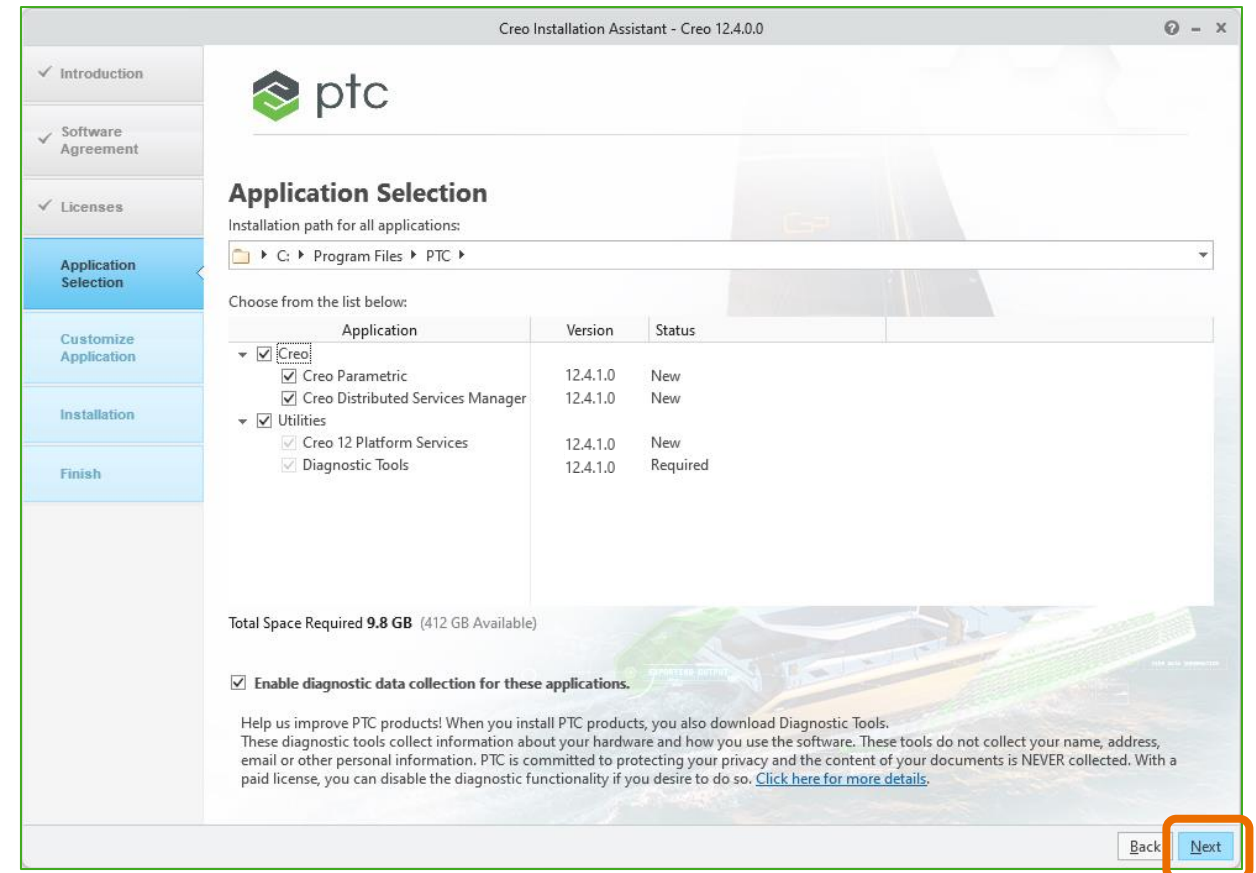 Creo Installation Assistant - Creo 12.4.0.0
Introduction
ptc
Software
Agreement
Licenses
Application Selection
Installation path for all applications:
C: Program Files PTC
Application
Selection
Choose from the list below:
Application Version Status
Customize
Application
Creo
Creo Parametric 12.4.1.0 New
Creo Distributed Services Manager 12.4.1.0 New
Installation
Utilities
Creo 12 Platform Services 12.4.1.0 New
Diagnostic Tools 12.4.1.0 Required
Finish
Total Space Required 9.8 GB (412 GB Available)
Enable diagnostic data collection for these applications.
Help us improve PTC products! When you install PTC products, you also download Diagnostic Tools.
These diagnostic tools collect information about your hardware and how you use the software. These tools do not collect your name, address,
email or other personal information. PTC is committed to protecting your privacy and the content of your documents is NEVER collected. With a
paid license, you can disable the diagnostic functionality if you desire to do so. Click here for more details.
Back Next